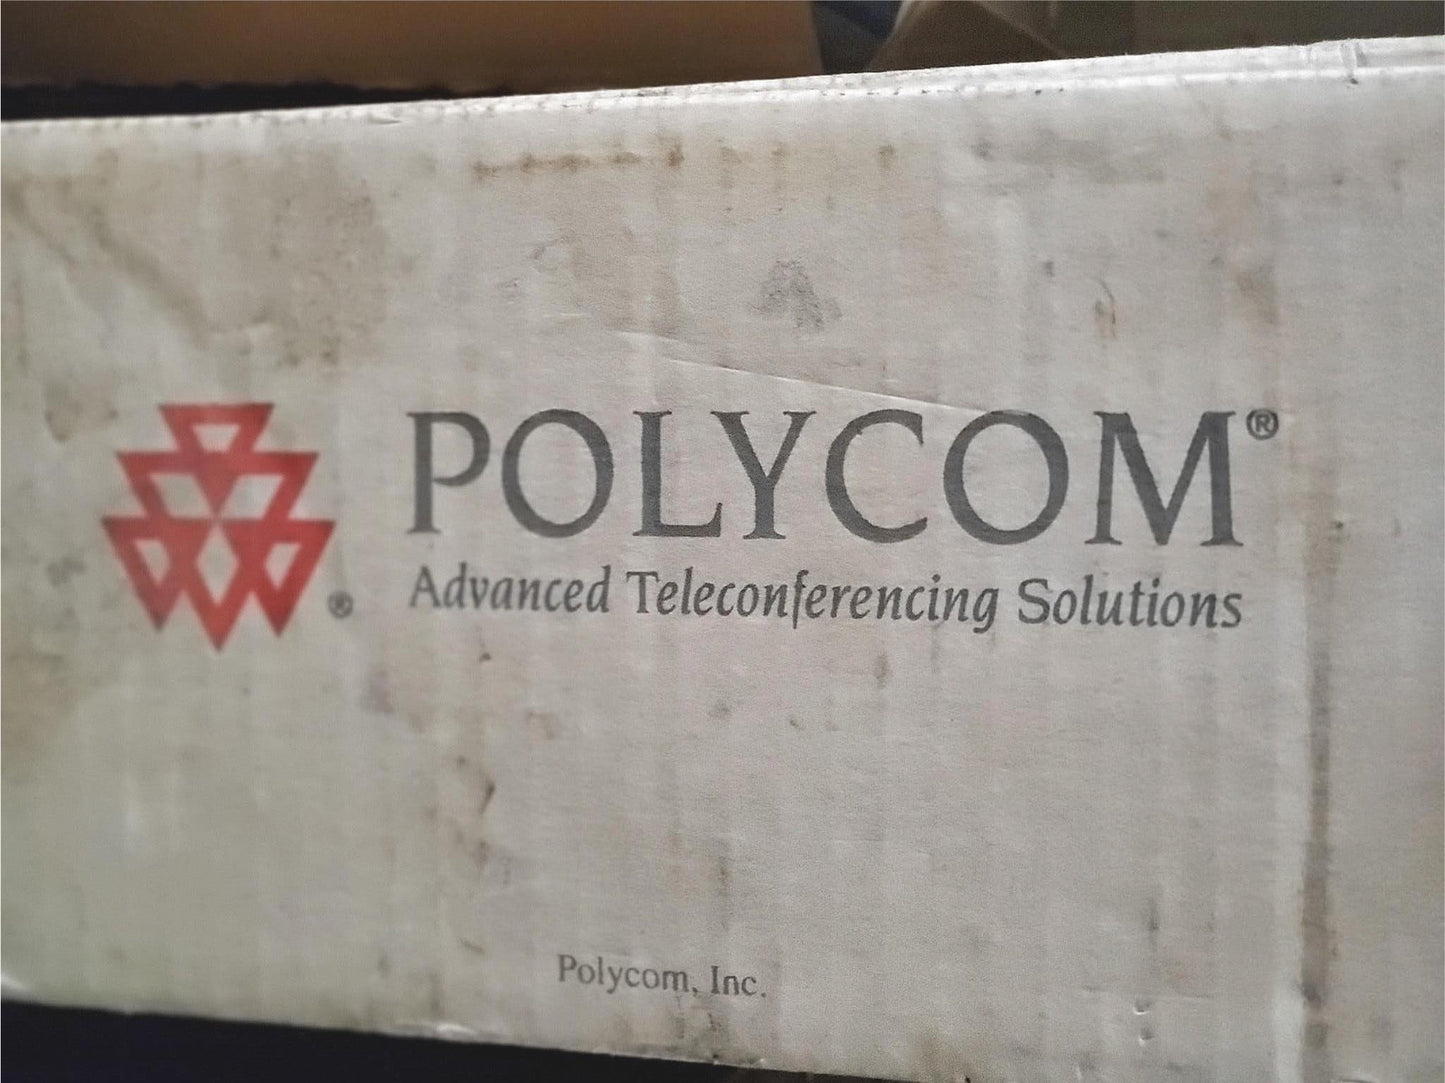 POLYCOM®
®
Advanced Teleconferencing Solutions
Polycom, Inc.